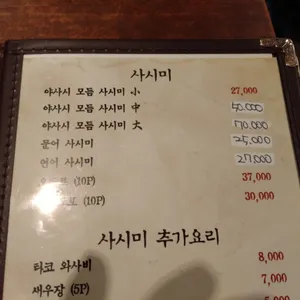 사시미
야사시 모듬 사시미 小 27,000
야사시 모듬 사시미 中 50.000
야사시 모듬 사시미 大 70.000
문어 사시미 25,000
연어 사시미 27.000
(10P) 37,000
(10P) 30,000
사시미 추가요리
타코 와사비 8,000
새우장 (5P) 7,000